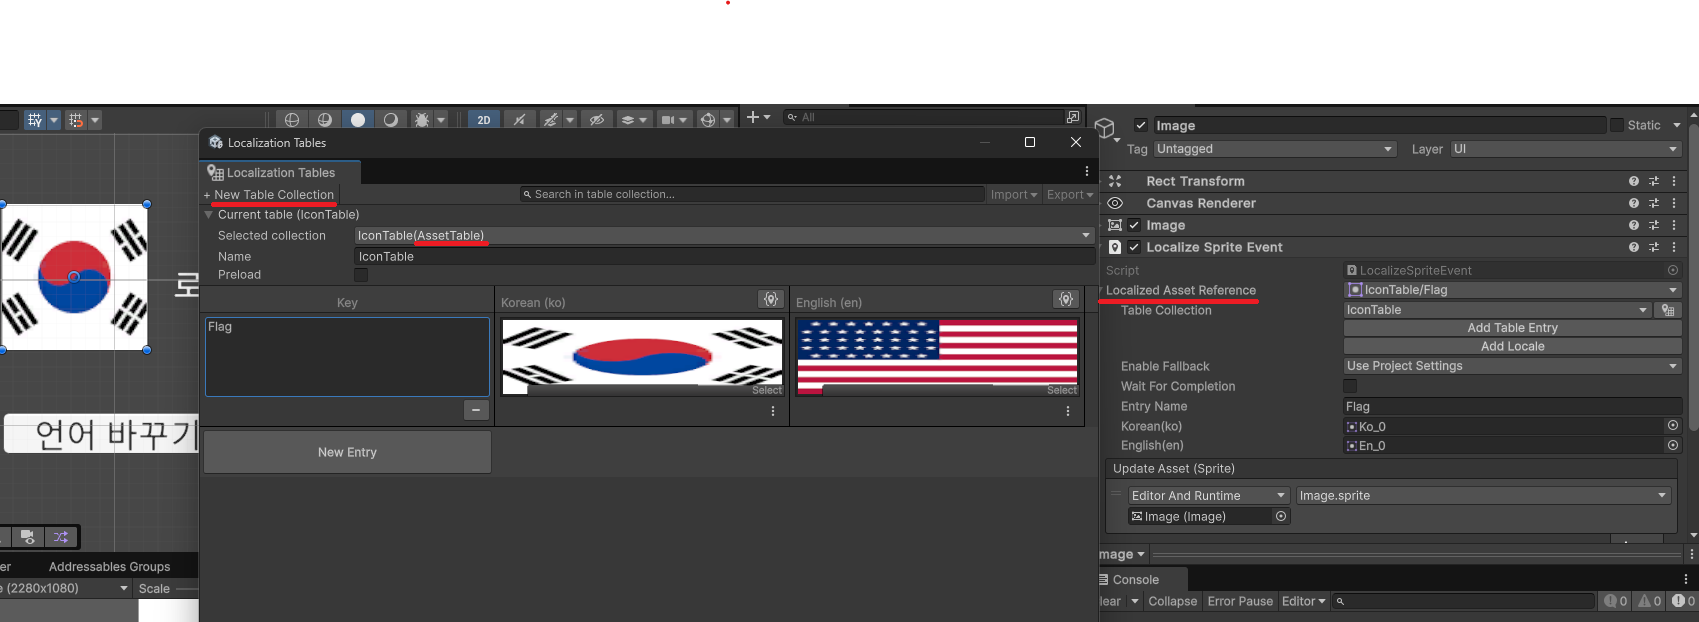 2D
All
Localization Tables
Localization Tables
+ New Table Collection
Search in table collection...
Import
Export
Current table (IconTable)
Selected collection
IconTable(AssetTable)
Name
IconTable
Preload
Key
Korean (ko)
English (en)
Flag
Select
Select
New Entry
언어 바꾸기
Addressables Groups
(2280x1080)
Scale
Image
Static
Tag
Untagged
Layer
UI
Rect Transform
Canvas Renderer
Image
Localize Sprite Event
Script
LocalizeSpriteEvent
Localized Asset Reference
IconTable/Flag
Table Collection
IconTable
Add Table Entry
Add Locale
Enable Fallback
Use Project Settings
Wait For Completion
Entry Name
Flag
Korean(ko)
Ko_0
English(en)
En_0
Update Asset (Sprite)
Editor And Runtime
Image.sprite
Image (Image)
mage
Console
lear
Collapse
Error Pause
Editor
0
0
0